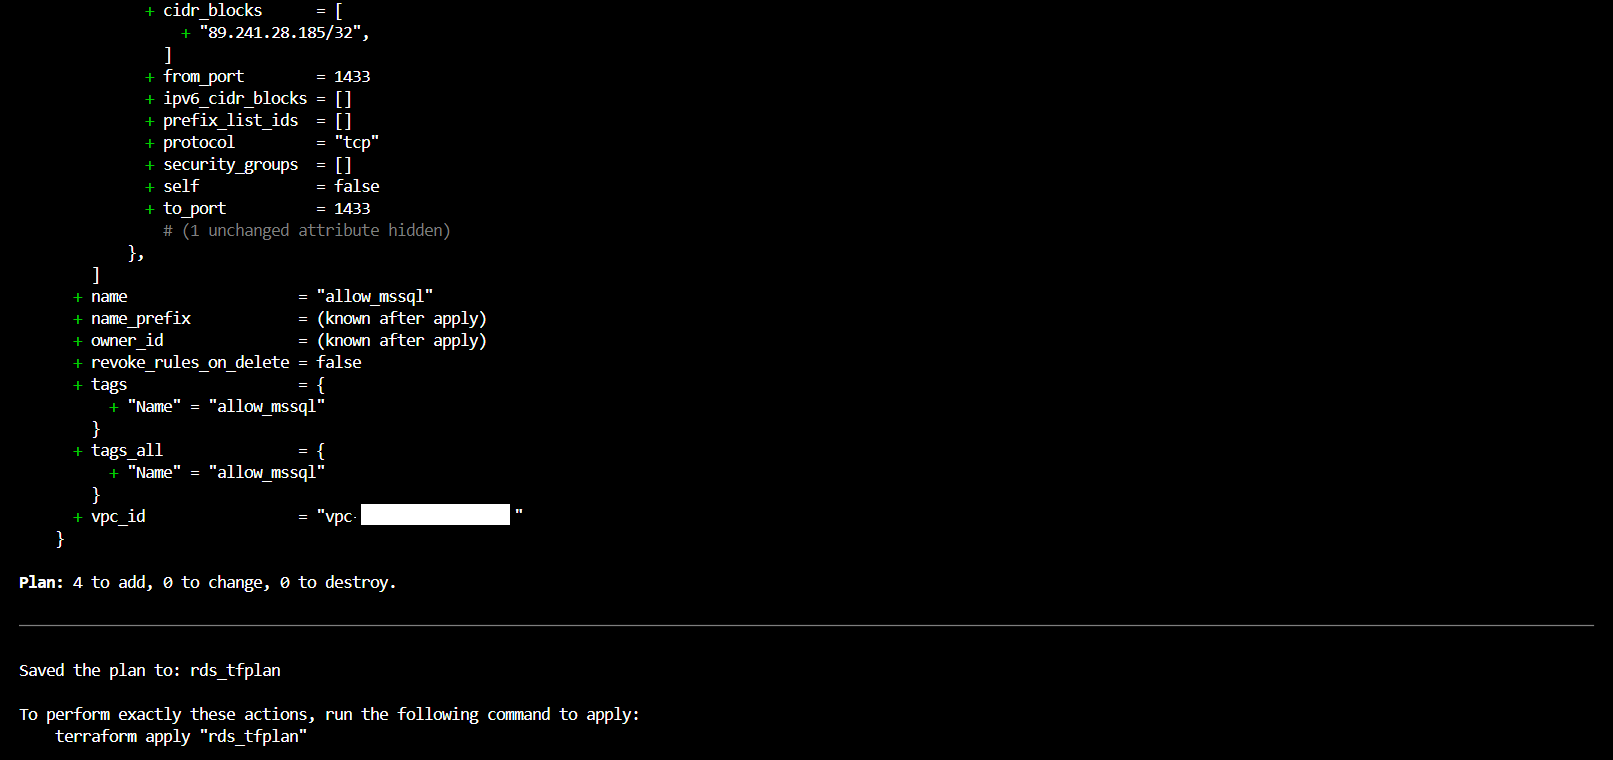 + cidr_blocks      = [
+ "89.241.28.185/32",
]
+ from_port        = 1433
+ ipv6_cidr_blocks = []
+ prefix_list_ids  = []
+ protocol         = "tcp"
+ security_groups  = []
+ self             = false
+ to_port          = 1433
# (1 unchanged attribute hidden)
},
]
+ name                   = "allow_mssql"
+ name_prefix            = (known after apply)
+ owner_id               = (known after apply)
+ revoke_rules_on_delete = false
+ tags                   = {
+ "Name" = "allow_mssql"
}
+ tags_all               = {
+ "Name" = "allow_mssql"
}
+ vpc_id                 = "vpc-                "
}
Plan: 4 to add, 0 to change, 0 to destroy.
Saved the plan to: rds_tfplan
To perform exactly these actions, run the following command to apply:
terraform apply "rds_tfplan"